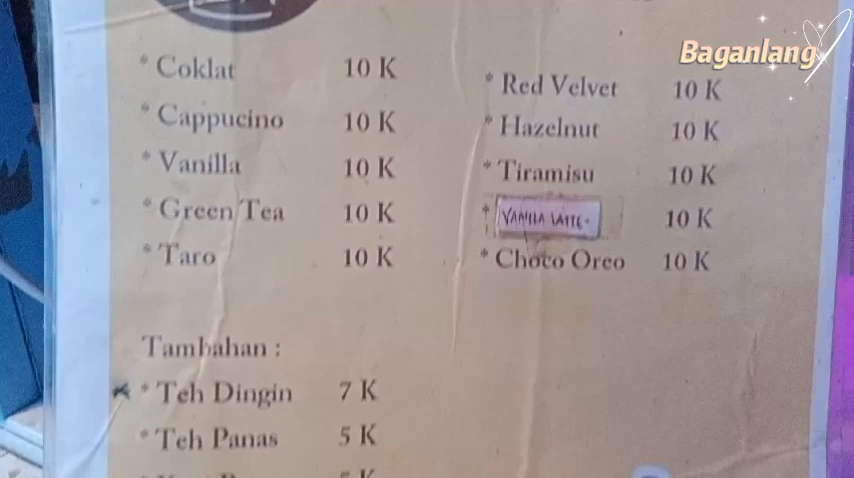 Baganlang
* Coklat 10 K
* Cappucino 10 K
* Vanilla 10 K
* Green Tea 10 K
* Taro 10 K
* Red Velvet 10 K
* Hazelnut 10 K
* Tiramisu 10 K
* VANILA LATTE 10 K
* Choco Oreo 10 K
Tambahan :
* Teh Dingin 7 K
* Teh Panas 5 K